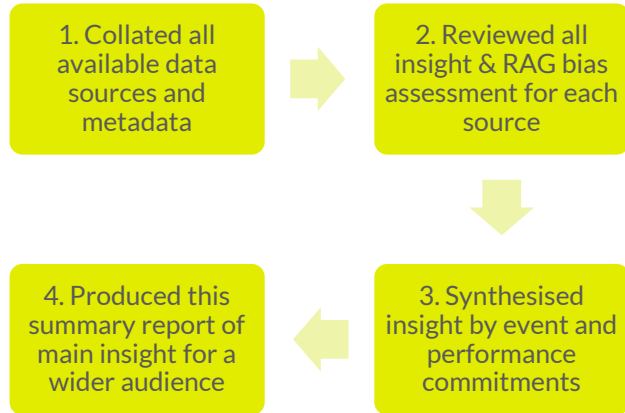 1. Collated all
available data
sources and
metadata
2. Reviewed all
insight & RAG bias
assessment for each
source
3. Synthesised
insight by event and
performance
commitments
4. Produced this
summary report of
main insight for a
wider audience